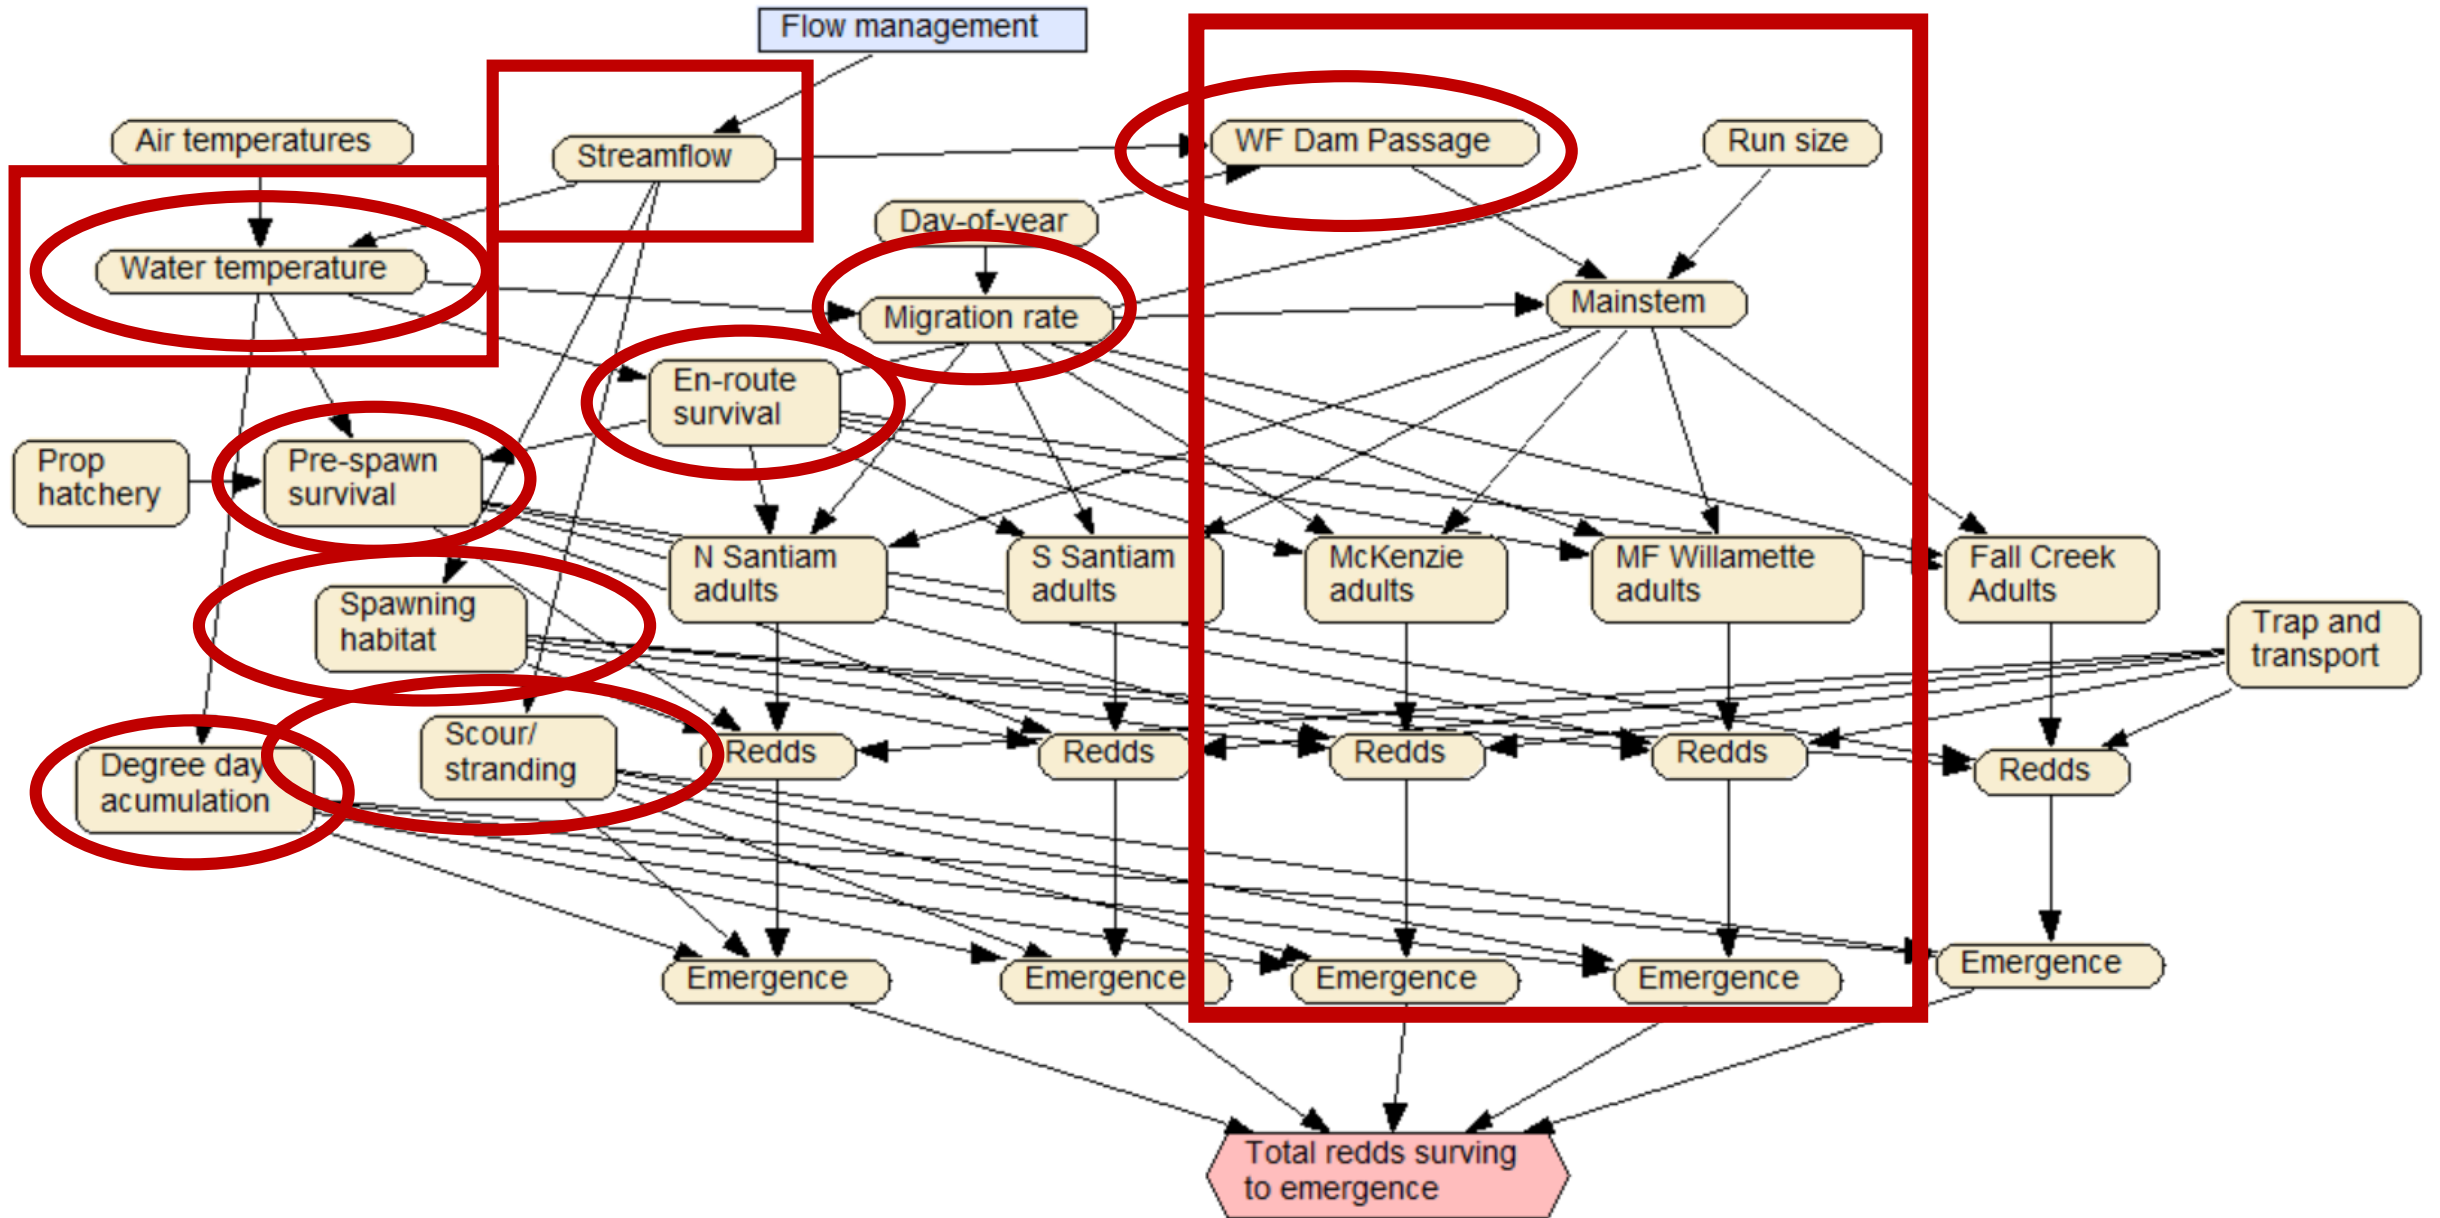 Flow management
Air temperatures
Streamflow
WF Dam Passage
Run size
Day-of-year
Water temperature
Migration rate
Mainstem
En-route
survival
Prop
hatchery
Pre-spawn
survival
N Santiam
adults
S Santiam
adults
McKenzie
adults
MF Willamette
adults
Fall Creek
Adults
Spawning
habitat
Trap and
transport
Scour/
stranding
Degree day
acumulation
Redds
Redds
Redds
Redds
Redds
Emergence
Emergence
Emergence
Emergence
Emergence
Total redds surving
to emergence